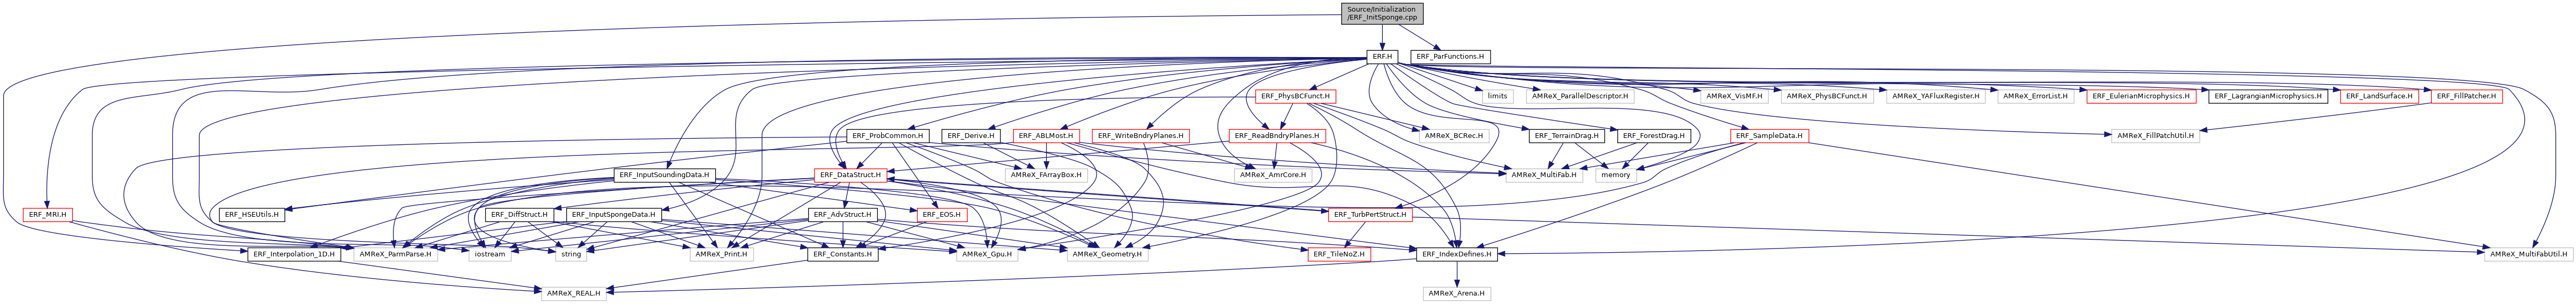 Source/Initialization
/ERF_InitSponge.cpp
ERF.H
ERF_ParFunctions.H
ERF_PhysBCFunct.H
limits
AMReX_ParallelDescriptor.H
AMReX_VisMF.H
AMReX_PhysBCFunct.H
AMReX_YAFluxRegister.H
AMReX_ErrorList.H
ERF_EulerianMicrophysics.H
ERF_LagrangianMicrophysics.H
ERF_LandSurface.H
ERF_FillPatcher.H
ERF_ProbCommon.H
ERF_Derive.H
ERF_ABLMost.H
ERF_WriteBndryPlanes.H
ERF_ReadBndryPlanes.H
AMReX_BCRec.H
ERF_TerrainDrag.H
ERF_ForestDrag.H
ERF_SampleData.H
AMReX_FillPatchUtil.H
ERF_InputSoundingData.H
ERF_DataStruct.H
AMReX_FArrayBox.H
AMReX_AmrCore.H
AMReX_MultiFab.H
memory
ERF_MRI.H
ERF_HSEUtils.H
ERF_DiffStruct.H
ERF_InputSpongeData.H
ERF_AdvStruct.H
ERF_EOS.H
ERF_TurbPertStruct.H
ERF_Interpolation_1D.H
AMReX_ParmParse.H
iostream
string
AMReX_Print.H
ERF_Constants.H
AMReX_Gpu.H
AMReX_Geometry.H
ERF_TileNoZ.H
ERF_IndexDefines.H
AMReX_MultiFabUtil.H
AMReX_REAL.H
AMReX_Arena.H